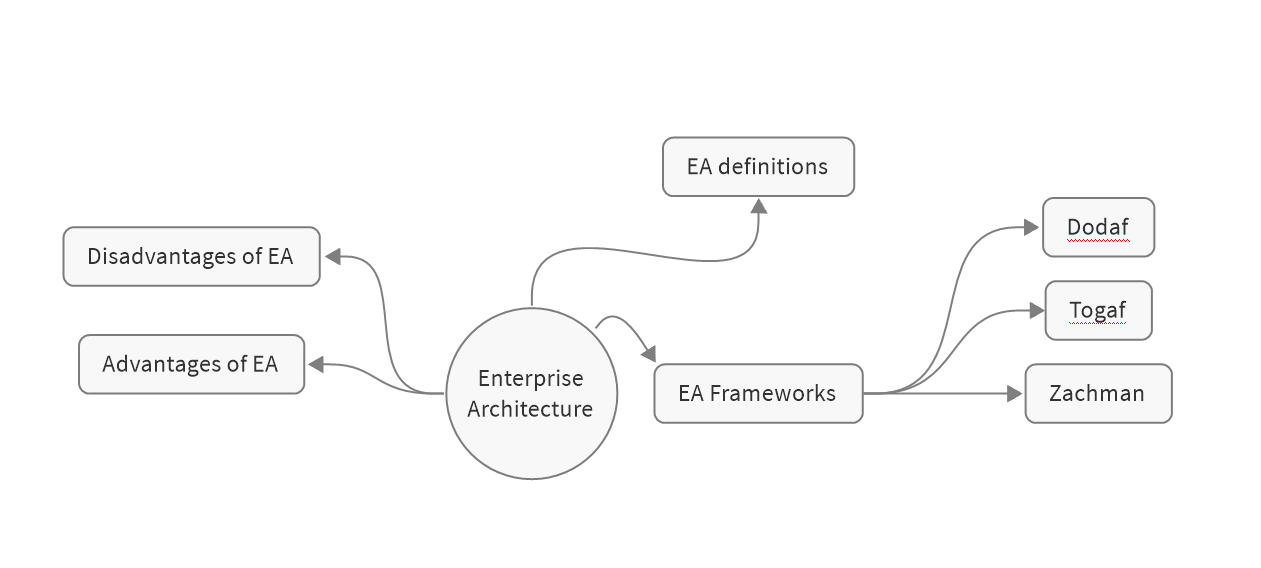 EA definitions
Disadvantages of EA
Dodaf
Togaf
Advantages of EA
Enterprise
Architecture
EA Frameworks
Zachman